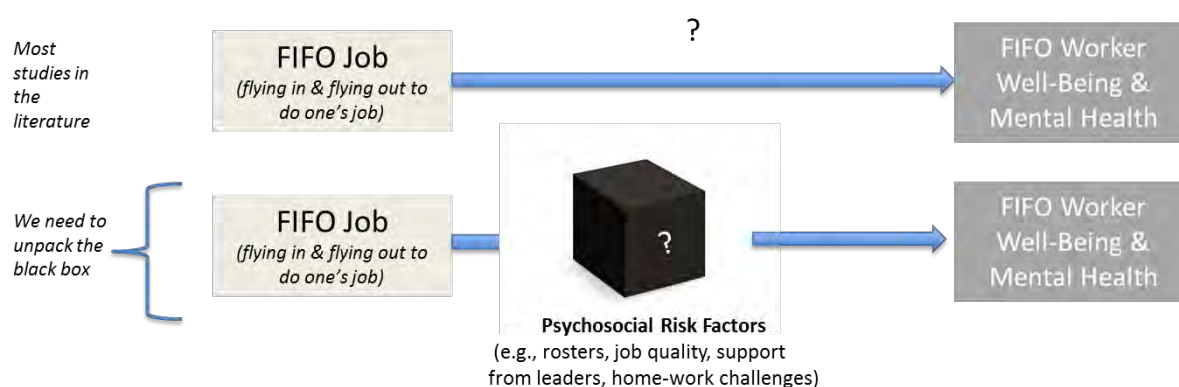 Most
studies in
the
literature
FIFO Job
(flying in & flying out to
do one's job)
?
FIFO Worker
Well-Being &
Mental Health
We need to
unpack the
black box
FIFO Job
(flying in & flying out to
do one's job)
?
Psychosocial Risk Factors
(e.g., rosters, job quality, support
from leaders, home-work challenges)
FIFO Worker
Well-Being &
Mental Health